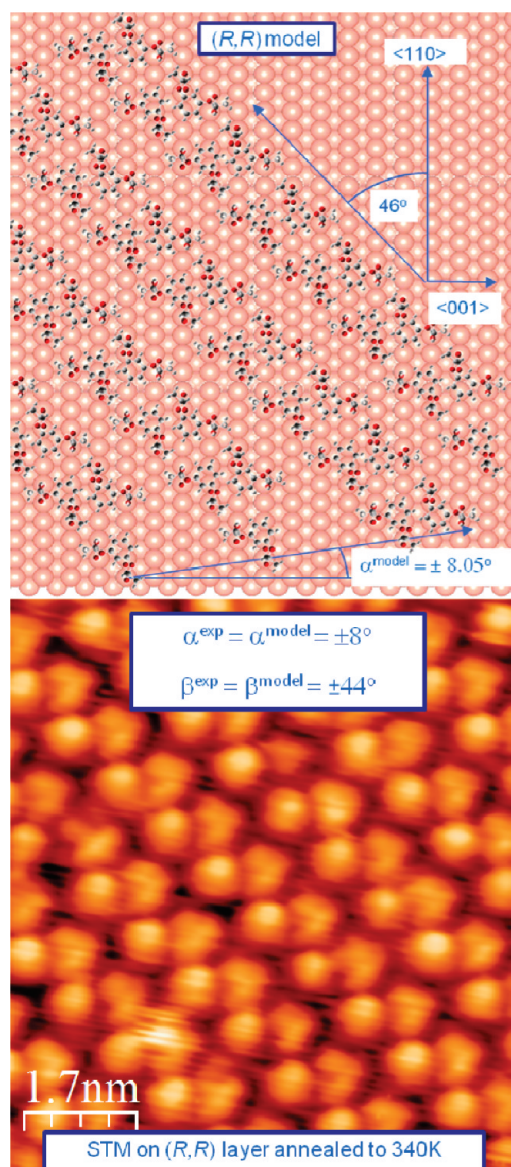 (R,R) model
<110>
46°
<001>
α^model = ± 8.05°
α^exp = α^model = ±8°
β^exp = β^model = ±44°
1.7nm
STM on (R,R) layer annealed to 340K